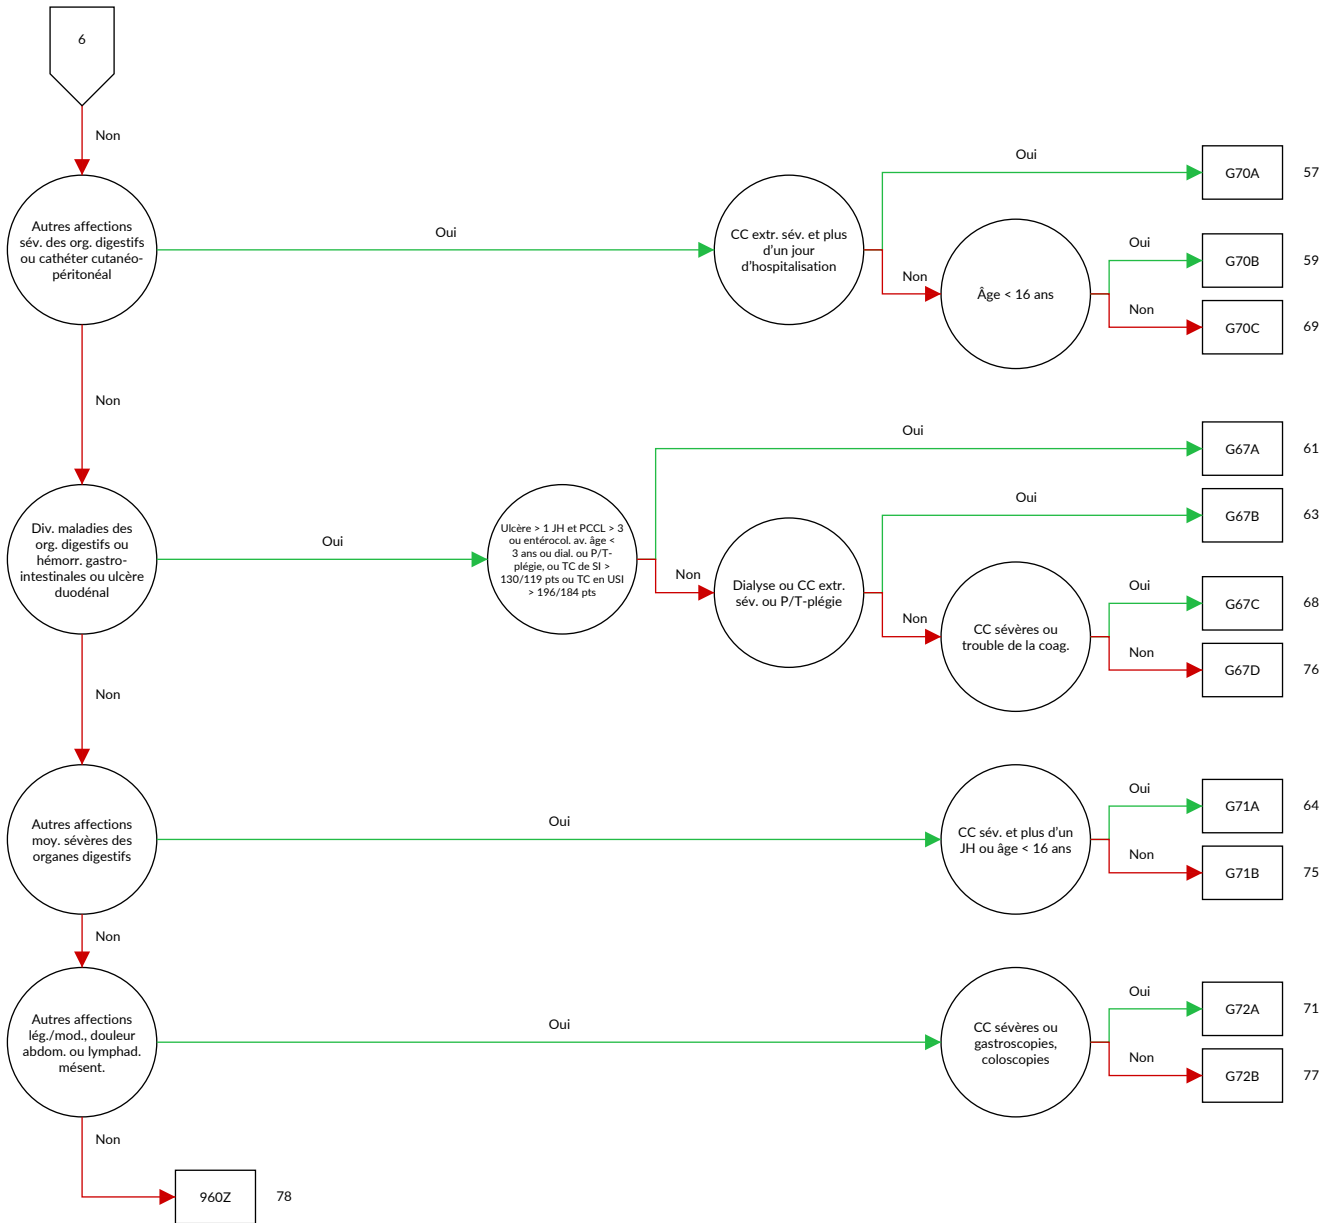 6
Non
Autres affections
sév. des org. digestifs
ou cathéter cutanéo-
péritonéal
Oui
CC extr. sév. et plus
d'un jour
d'hospitalisation
Oui
G70A
57
Non
Âge < 16 ans
Oui
G70B
59
Non
G70C
69
Non
Div. maladies des
org. digestifs ou
hémorr. gastro-
intestinales ou ulcère
duodénal
Oui
Ulcère > 1 JH et PCCL > 3
ou entérocol. av. âge <
3 ans ou dial. ou P/T-
plégie, ou TC de SI >
130/119 pts ou TC en USI
> 196/184 pts
Oui
G67A
61
Non
Dialyse ou CC extr.
sév. ou P/T-plégie
Oui
G67B
63
Non
CC sévères ou
trouble de la coag.
Oui
G67C
68
Non
G67D
76
Non
Autres affections
moy. sévères des
organes digestifs
Oui
CC sév. et plus d'un
JH ou âge < 16 ans
Oui
G71A
64
Non
G71B
75
Non
Autres affections
lég./mod., douleur
abdom. ou lymphad.
mésent.
Oui
CC sévères ou
gastroscopies,
coloscopies
Oui
G72A
71
Non
G72B
77
Non
960Z
78